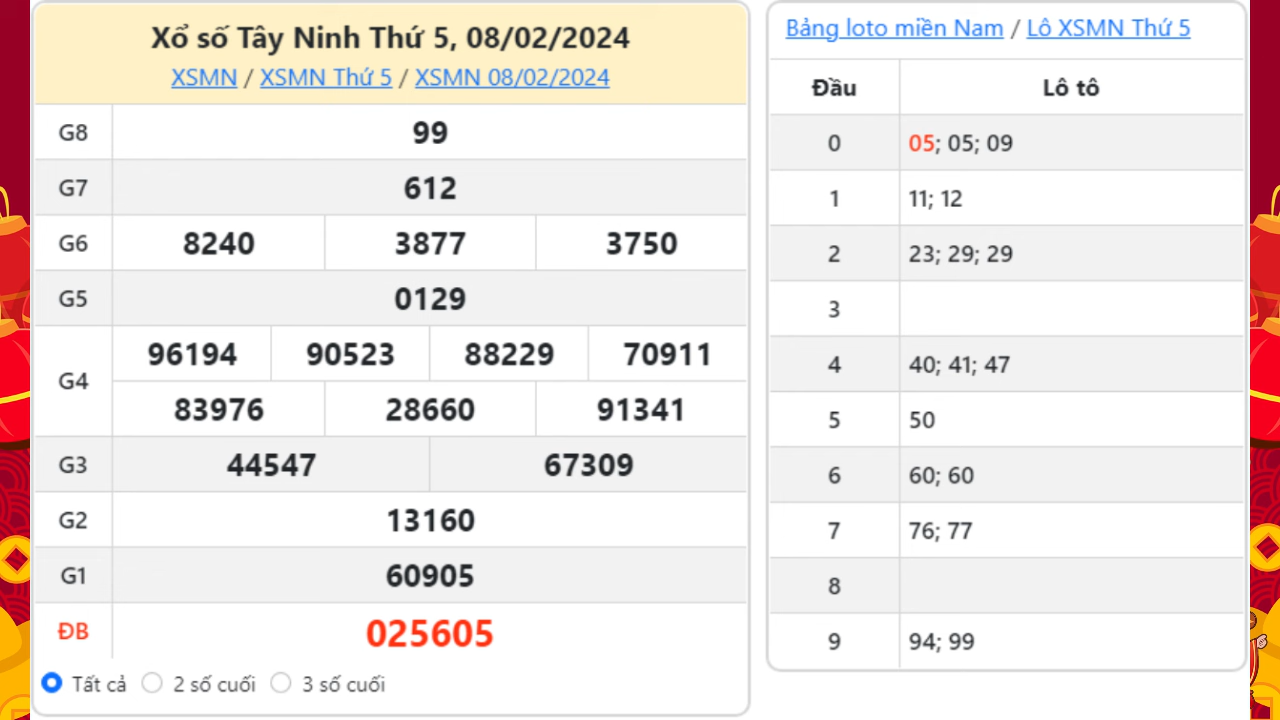 Xổ số Tây Ninh Thứ 5, 08/02/2024
XSMN / XSMN Thứ 5 / XSMN 08/02/2024
G8 99
G7 612
G6 8240 3877 3750
G5 0129
G4 96194 90523 88229 70911
83976 28660 91341
G3 44547 67309
G2 13160
G1 60905
ĐB 025605
Tất cả 2 số cuối 3 số cuối
Bảng loto miền Nam / Lô XSMN Thứ 5
Đầu Lô tô
0 05; 05; 09
1 11; 12
2 23; 29; 29
3
4 40; 41; 47
5 50
6 60; 60
7 76; 77
8
9 94; 99